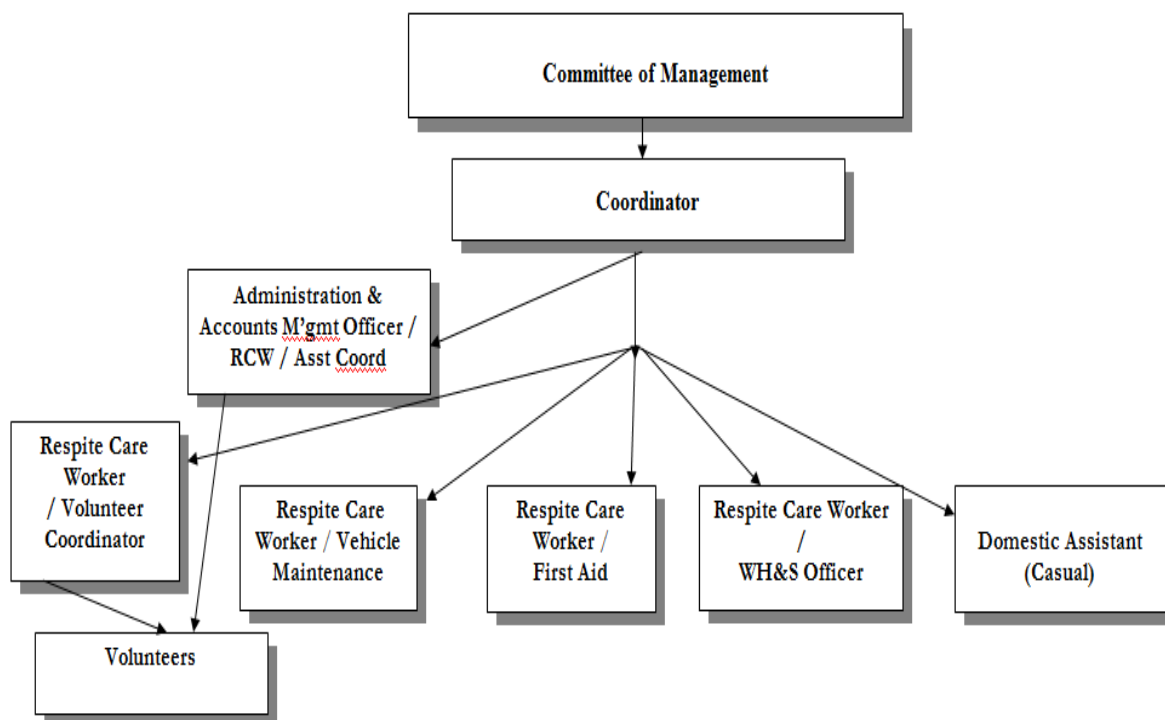 Committee of Management
Coordinator
Administration &
Accounts M’gmt Officer /
RCW / Asst Coord
Respite Care
Worker
/ Volunteer
Coordinator
Respite Care
Worker / Vehicle
Maintenance
Respite Care
Worker /
First Aid
Respite Care Worker
/
WH&S Officer
Domestic Assistant
(Casual)
Volunteers